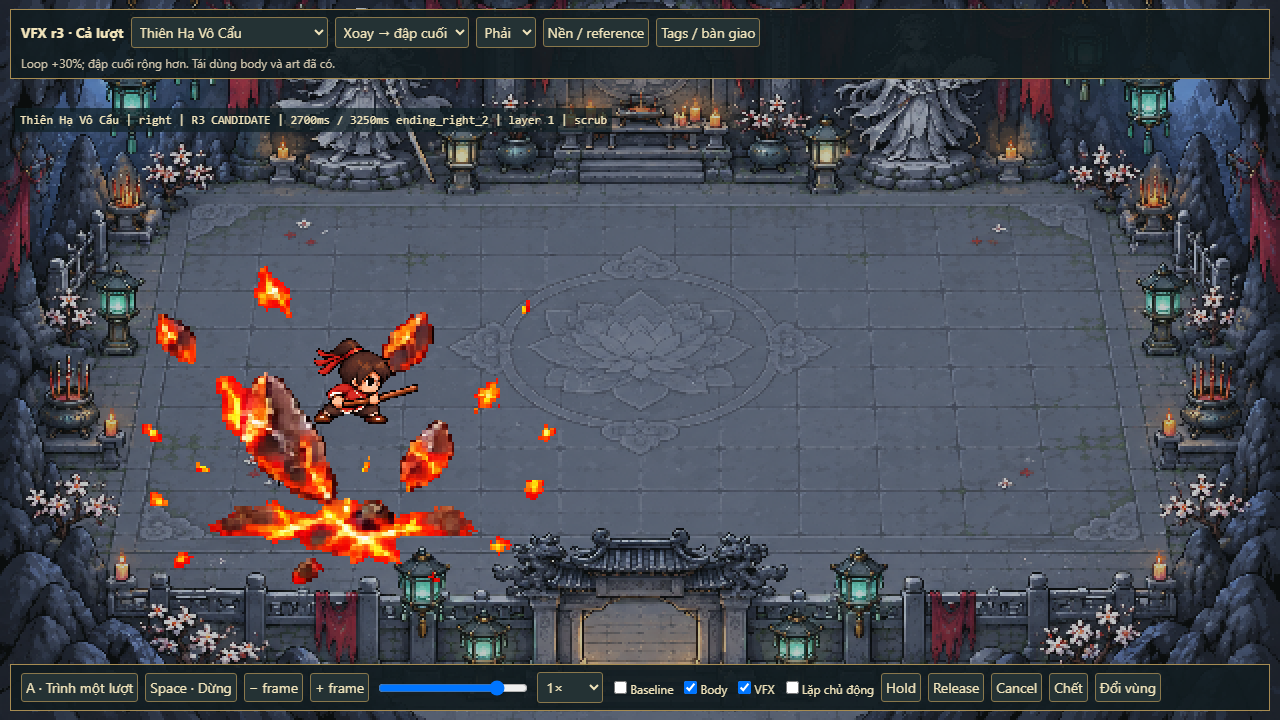 VFX r3 · Cả lượt Thiên Hạ Vô Cẩu Xoay → đập cuối Phải Nền / reference Tags / bàn giao
Loop +30%; đập cuối rộng hơn. Tái dùng body và art đã có.
Thiên Hạ Vô Cẩu | right | R3 CANDIDATE | 2700ms / 3250ms ending_right_2 | layer 1 | scrub
A · Trình một lượt Space · Dừng − frame + frame 1× Baseline Body VFX Lặp chủ động Hold Release Cancel Chết Đổi vùng